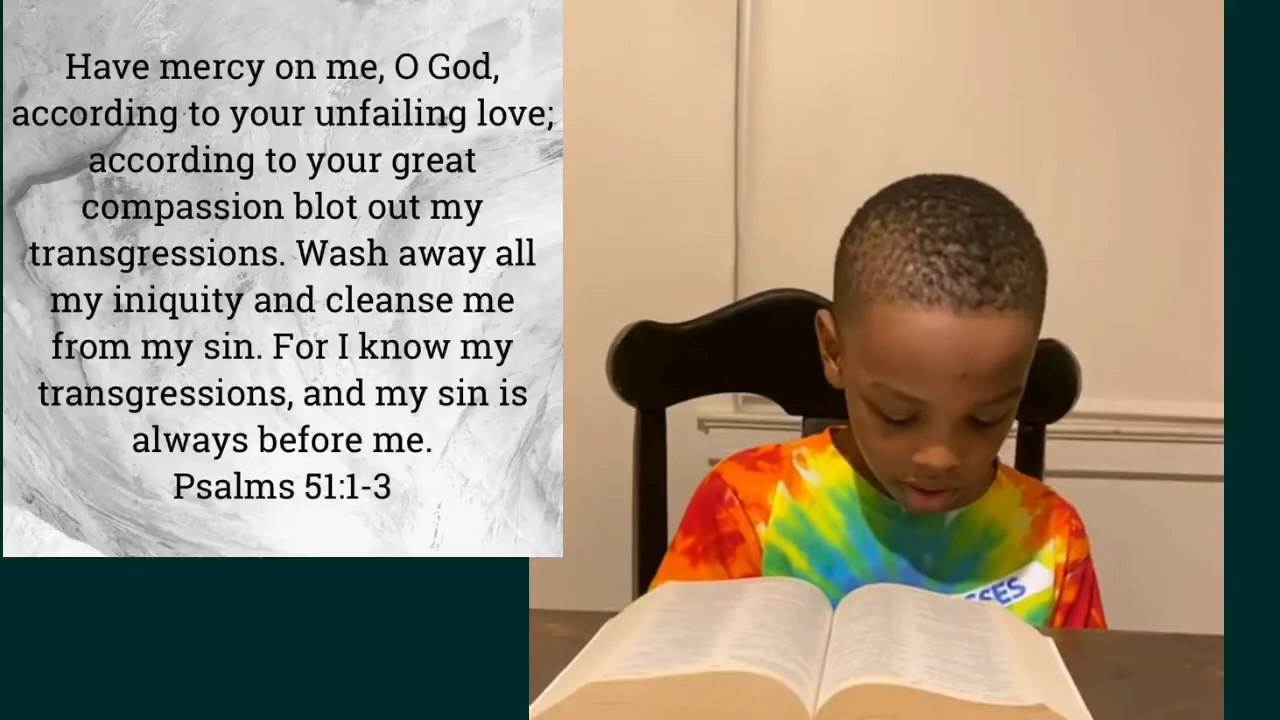 Have mercy on me, O God,
according to your unfailing love;
according to your great
compassion blot out my
transgressions. Wash away all
my iniquity and cleanse me
from my sin. For I know my
transgressions, and my sin is
always before me.
Psalms 51:1-3